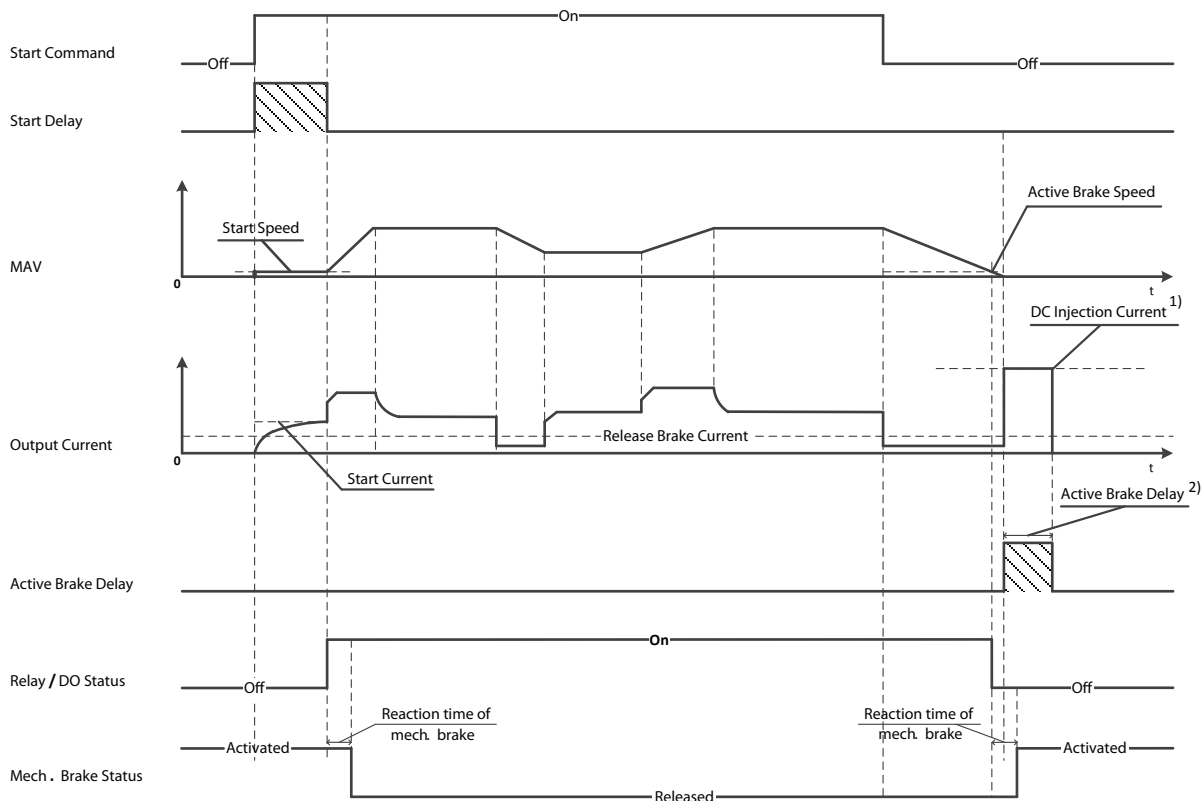 On
Start Command
Off
Off
Start Delay
Active Brake Speed
Start Speed
MAV
0
t
DC Injection Current 1)
Release Brake Current
Output Current
0
t
Start Current
Active Brake Delay 2)
Active Brake Delay
On
Relay / DO Status
Off
Off
Reaction time of
mech. brake
Reaction time of
mech. brake
Activated
Activated
Mech. Brake Status
Released